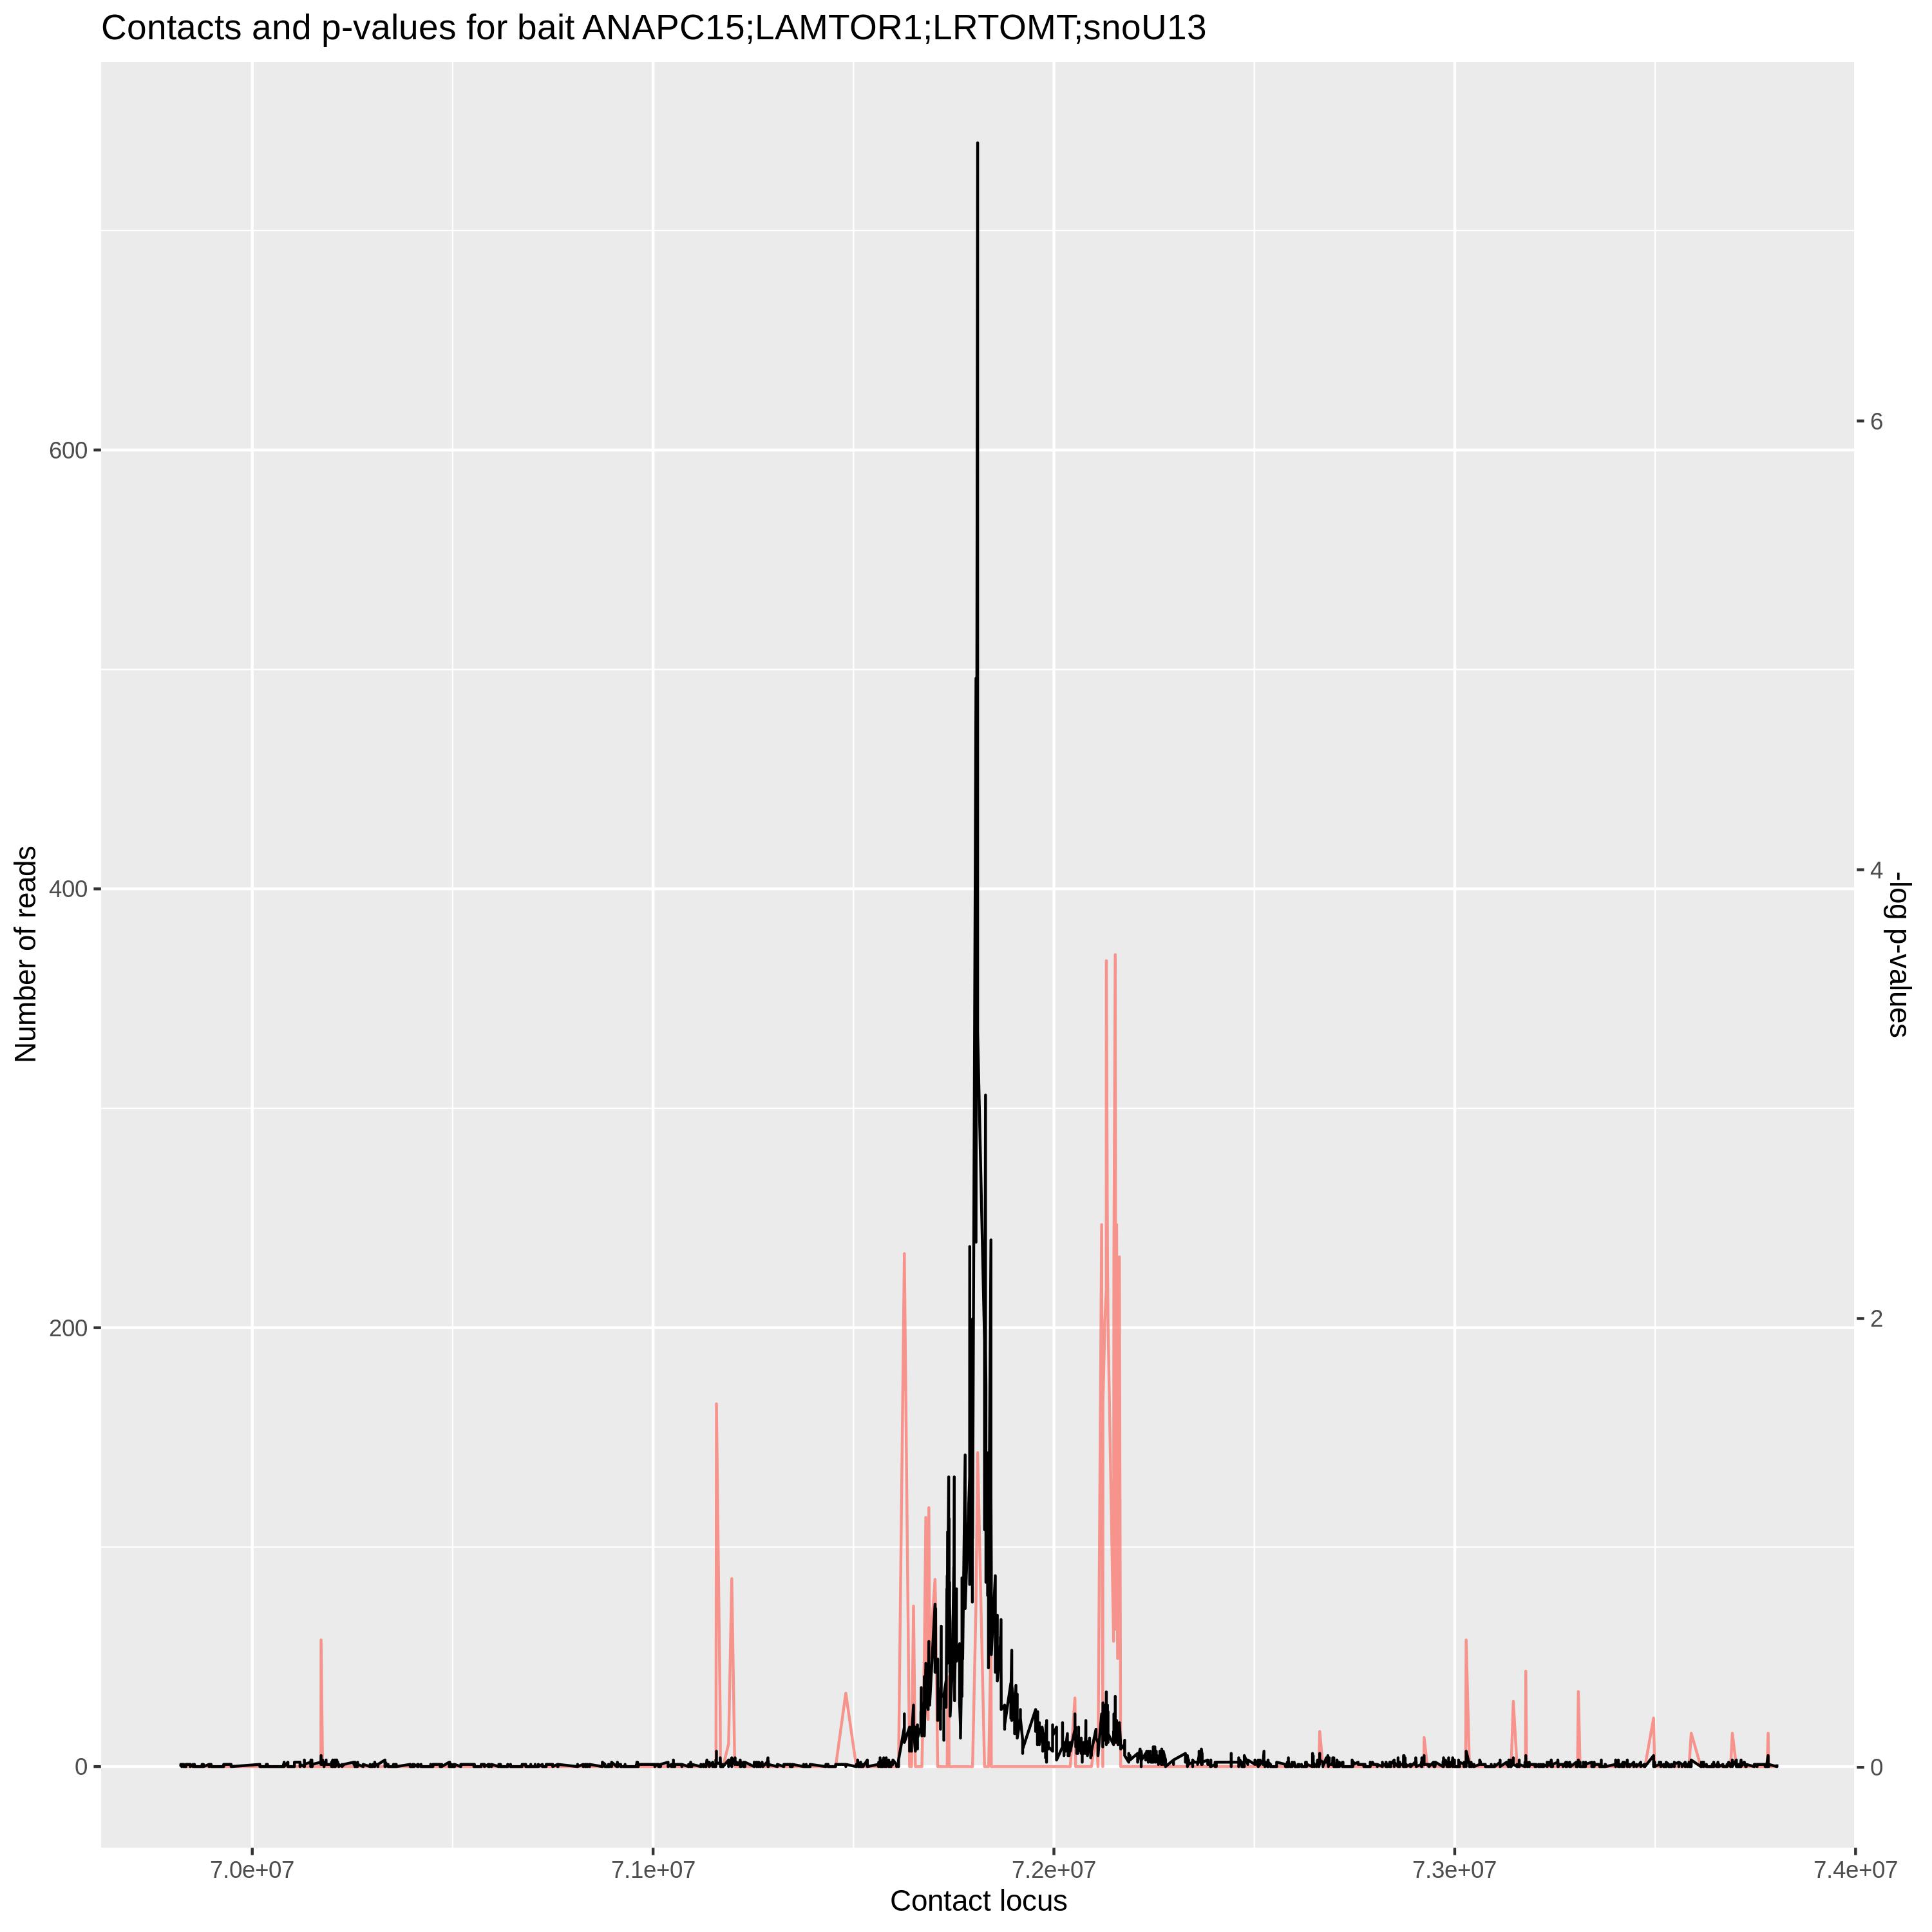 Contacts and p-values for bait ANAPC15;LAMTOR1;LRTOMT;snoU13
Number of reads
600
400
200
0
6
4
2
0
-log p-values
7.0e+07
7.1e+07
7.2e+07
7.3e+07
7.4e+07
Contact locus